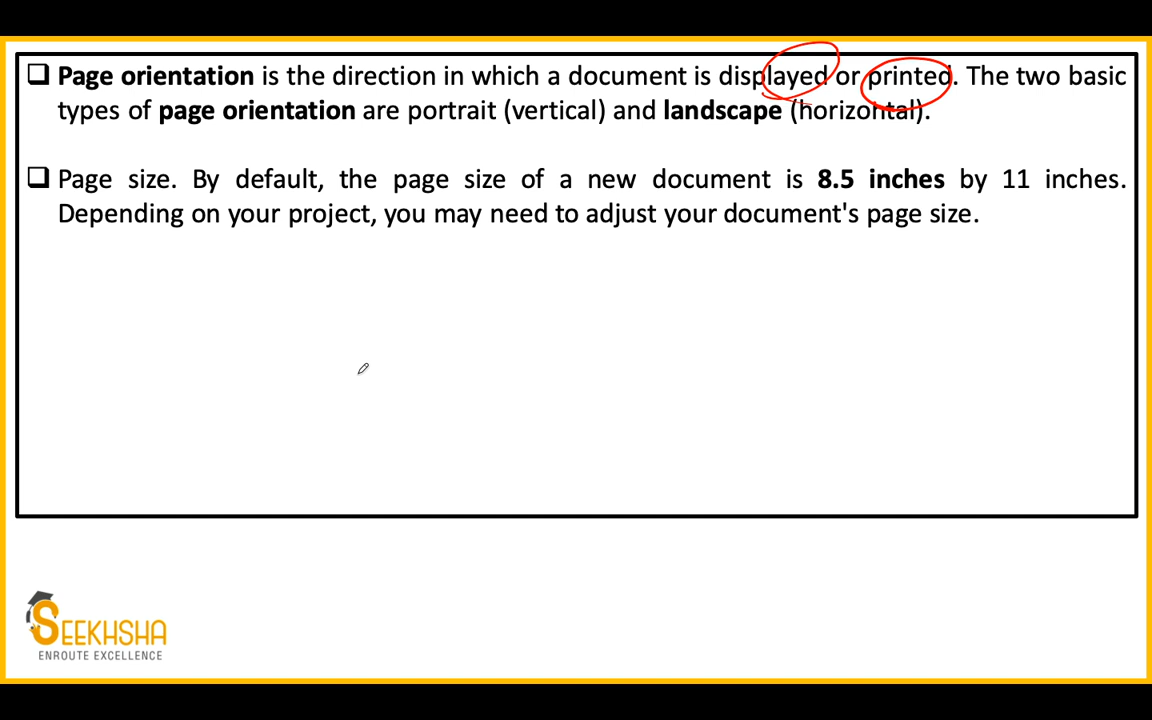 Page orientation is the direction in which a document is displayed or printed. The two basic
types of page orientation are portrait (vertical) and landscape (horizontal).
Page size. By default, the page size of a new document is 8.5 inches by 11 inches.
Depending on your project, you may need to adjust your document's page size.
SEEKHSHA
ENROUTE EXCELLENCE